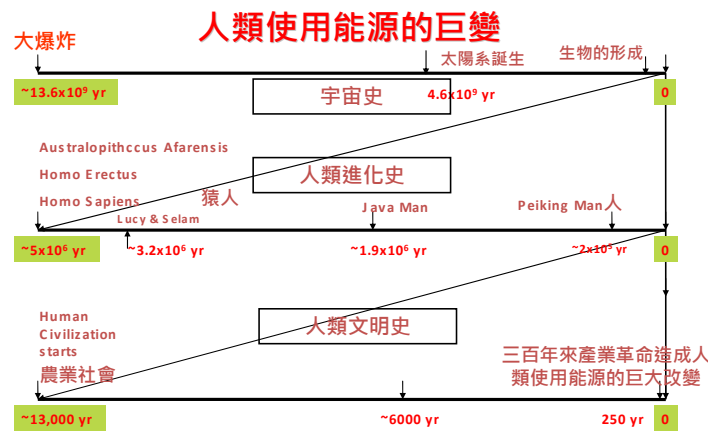 人類使用能源的巨變
大爆炸
太陽系誕生
生物的形成
~13.6x10⁹ yr
宇宙史
4.6x10⁹ yr
0
Australopithccus Afarensis
Homo Erectus
Homo Sapiens
人類進化史
猿人
Lucy & Selam
Java Man
Peiking Man人
~5x10⁶ yr
~3.2x10⁶ yr
~1.9x10⁶ yr
~2x10⁵ yr
0
Human
Civilization
starts
農業社會
人類文明史
三百年來產業革命造成人
類使用能源的巨大改變
~13,000 yr
~6000 yr
250 yr
0